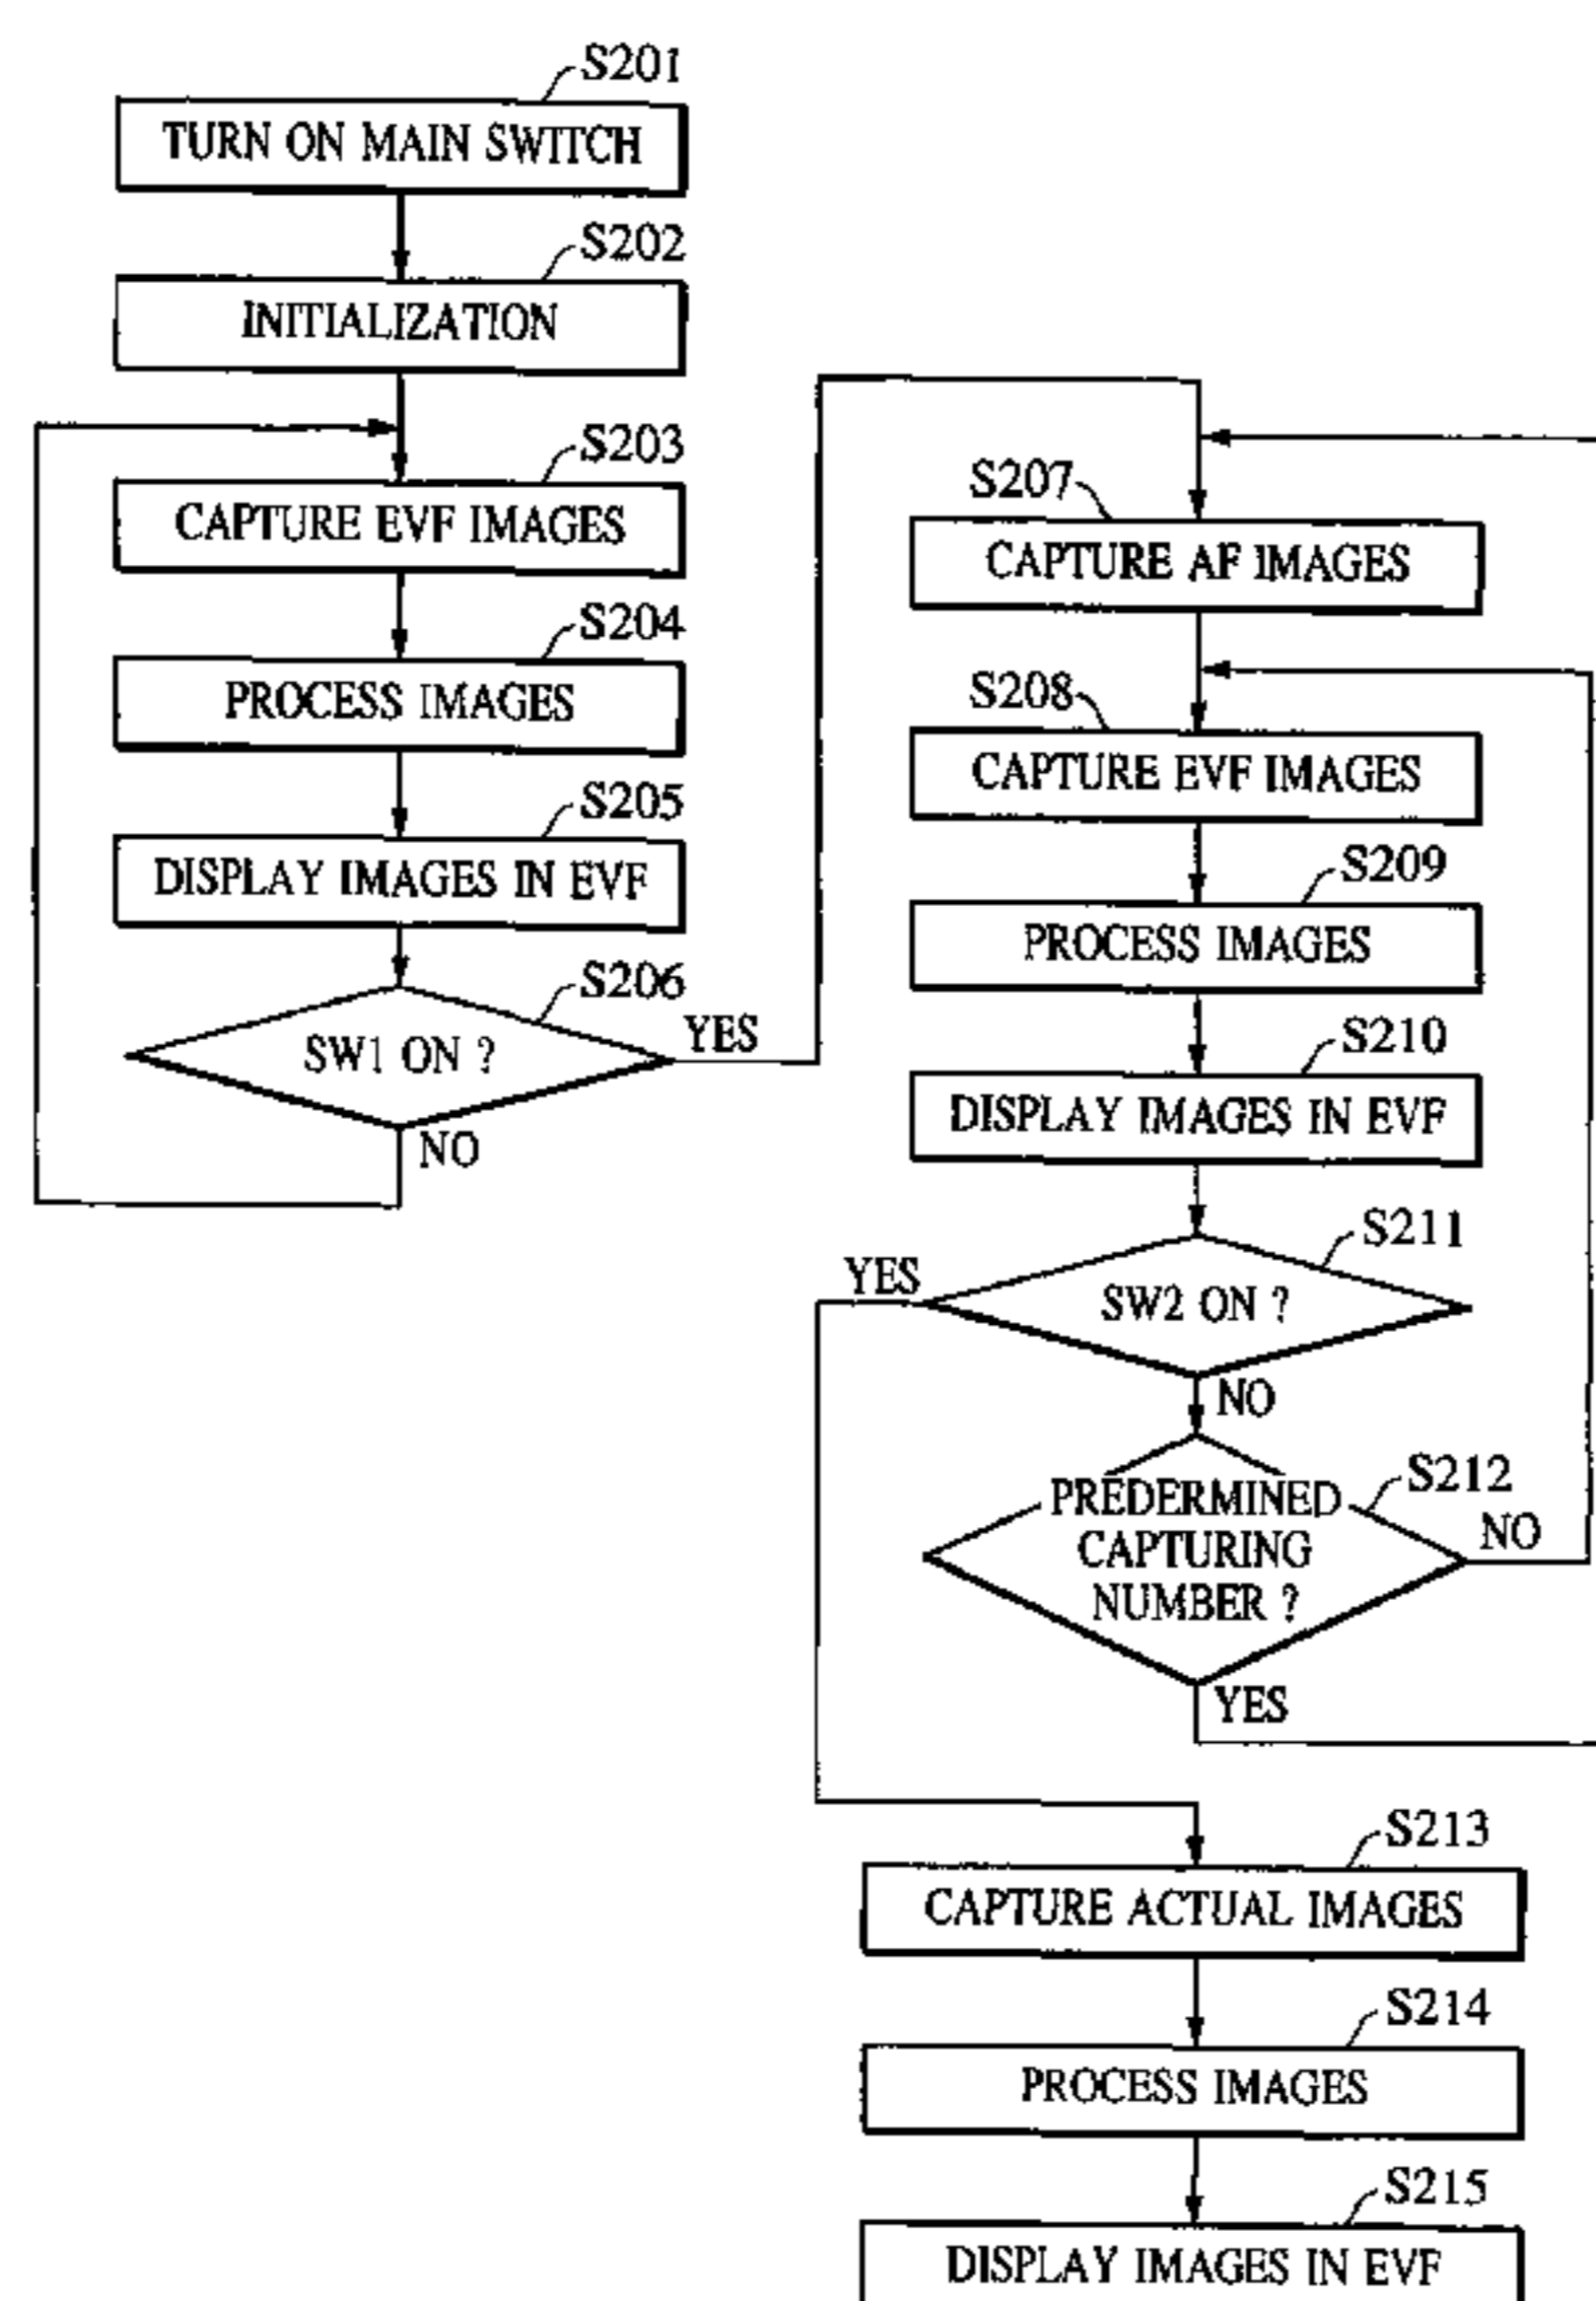 S201
TURN ON MAIN SWITCH
S202
INITIALIZATION
S203
CAPTURE EVF IMAGES
S204
PROCESS IMAGES
S205
DISPLAY IMAGES IN EVF
S206
SW1 ON ?
YES
NO
S207
CAPTURE AF IMAGES
S208
CAPTURE EVF IMAGES
S209
PROCESS IMAGES
S210
DISPLAY IMAGES IN EVF
S211
SW2 ON ?
YES
NO
S212
PREDERMINED
CAPTURING
NUMBER ?
NO
YES
S213
CAPTURE ACTUAL IMAGES
S214
PROCESS IMAGES
S215
DISPLAY IMAGES IN EVF